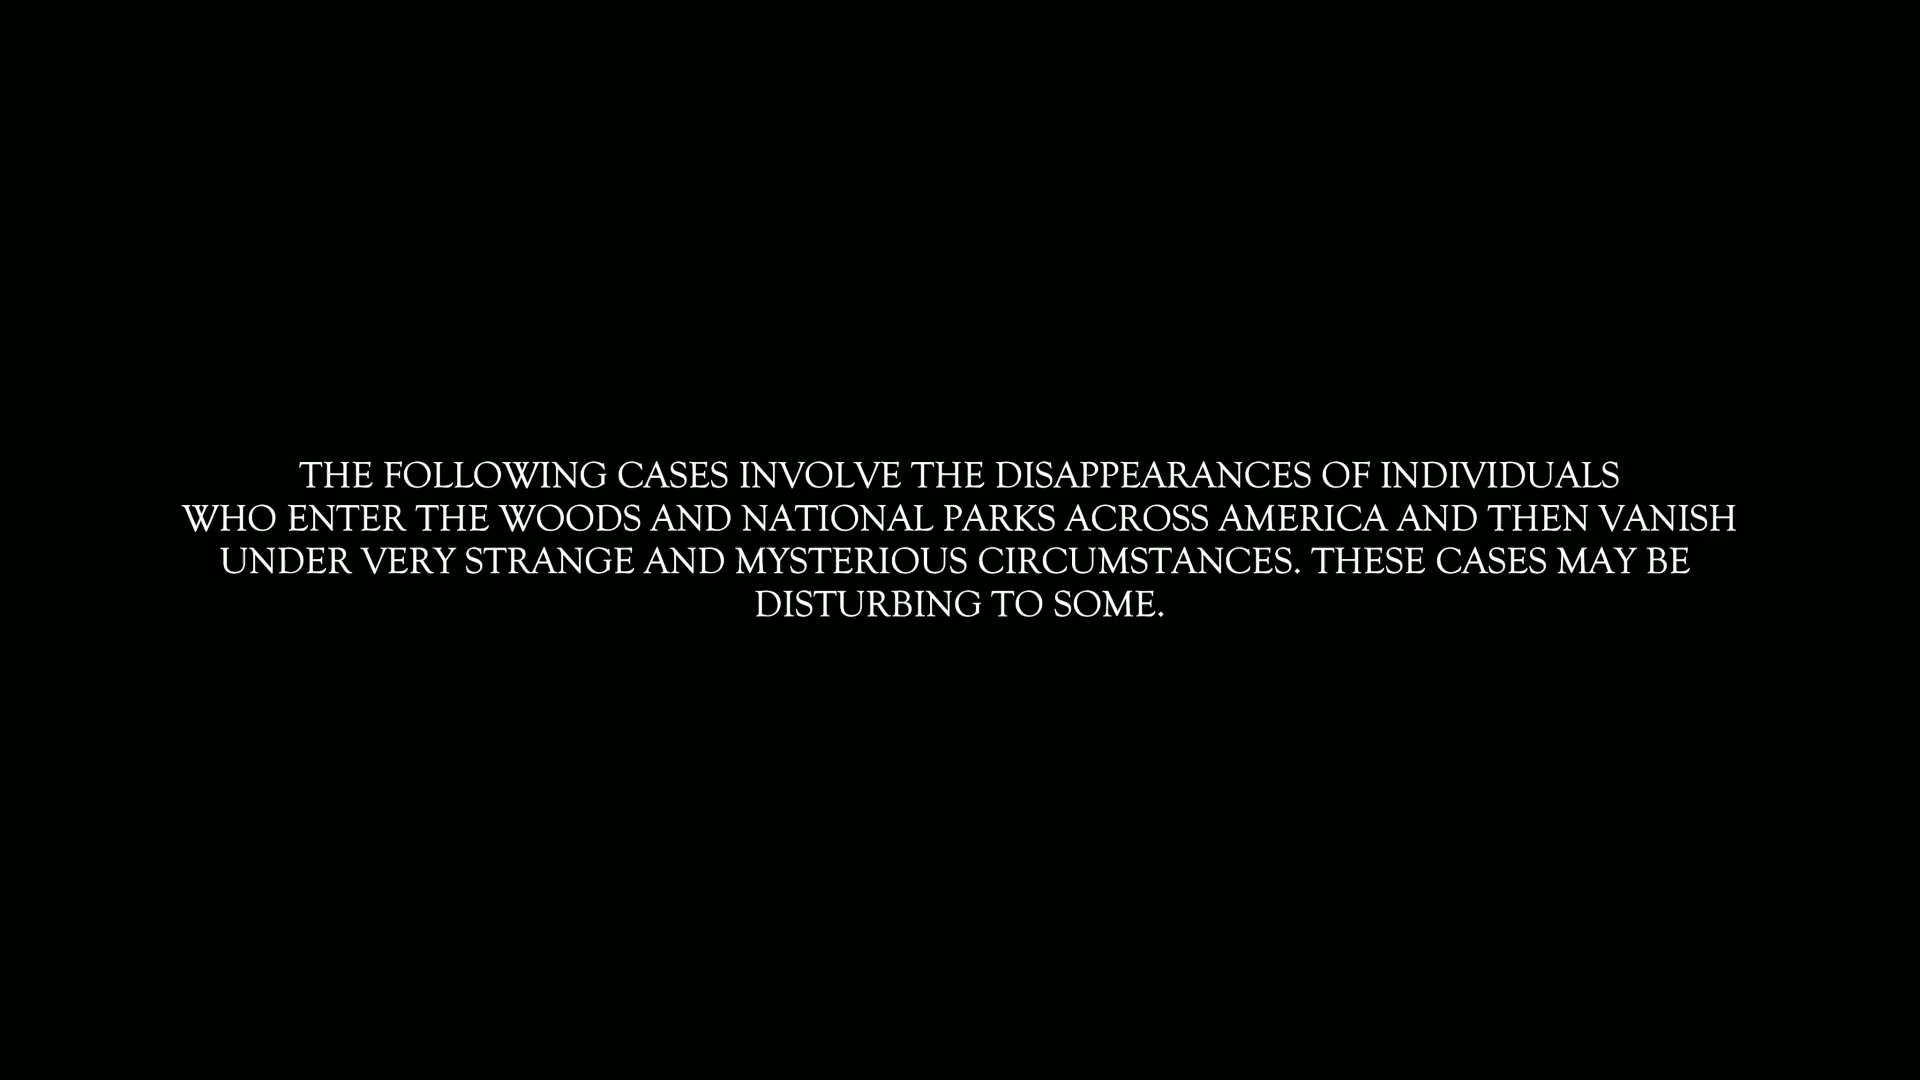 THE FOLLOWING CASES INVOLVE THE DISAPPEARANCES OF INDIVIDUALS
WHO ENTER THE WOODS AND NATIONAL PARKS ACROSS AMERICA AND THEN VANISH
UNDER VERY STRANGE AND MYSTERIOUS CIRCUMSTANCES. THESE CASES MAY BE
DISTURBING TO SOME.